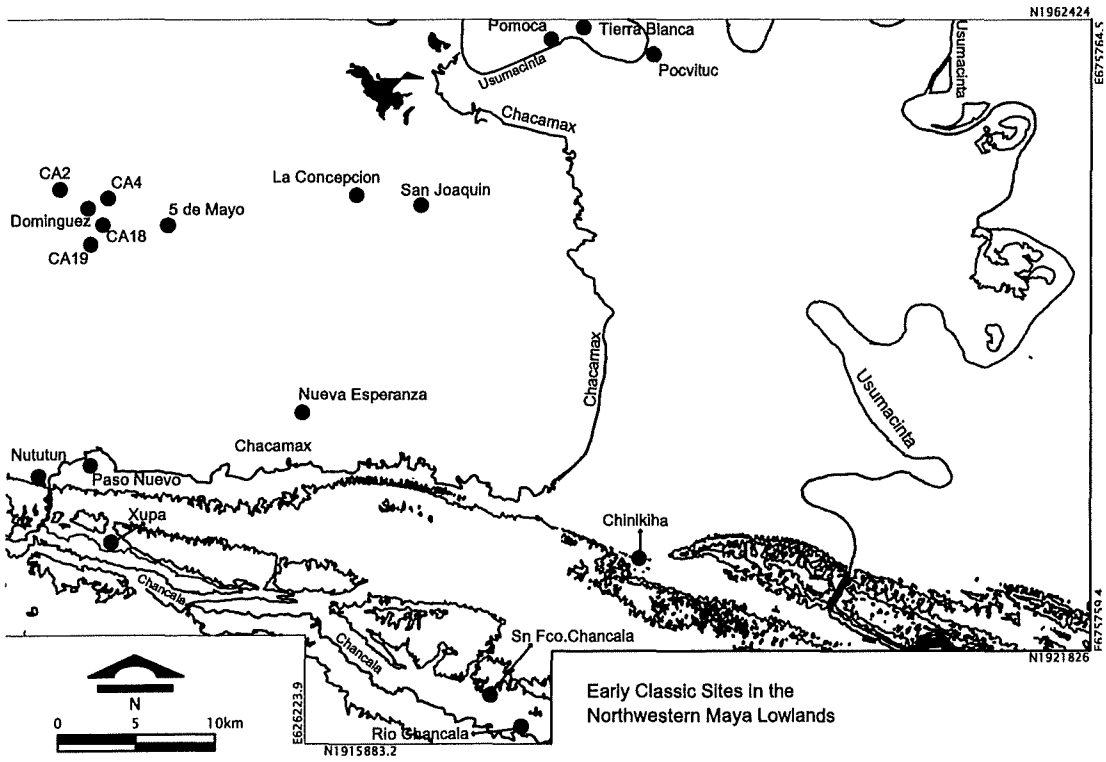 N1962424
E675764.5
Pomoca
Tierra Blanca
Pocvituc
Usumacinta
Usumacinta
Chacamax
CA2
CA4
La Concepcion
San Joaquin
Dominguez
5 de Mayo
CA18
CA19
Chacamax
Usumacinta
Nueva Esperanza
Chacamax
Nututun
Paso Nuevo
Xupa
Chinikiha
Chancala
Chancala
Sn Fco.Chancala
E675759.4
N1921826
N
0 5 10km
E626223.9
Rio Chancala
N1915883.2
Early Classic Sites in the
Northwestern Maya Lowlands